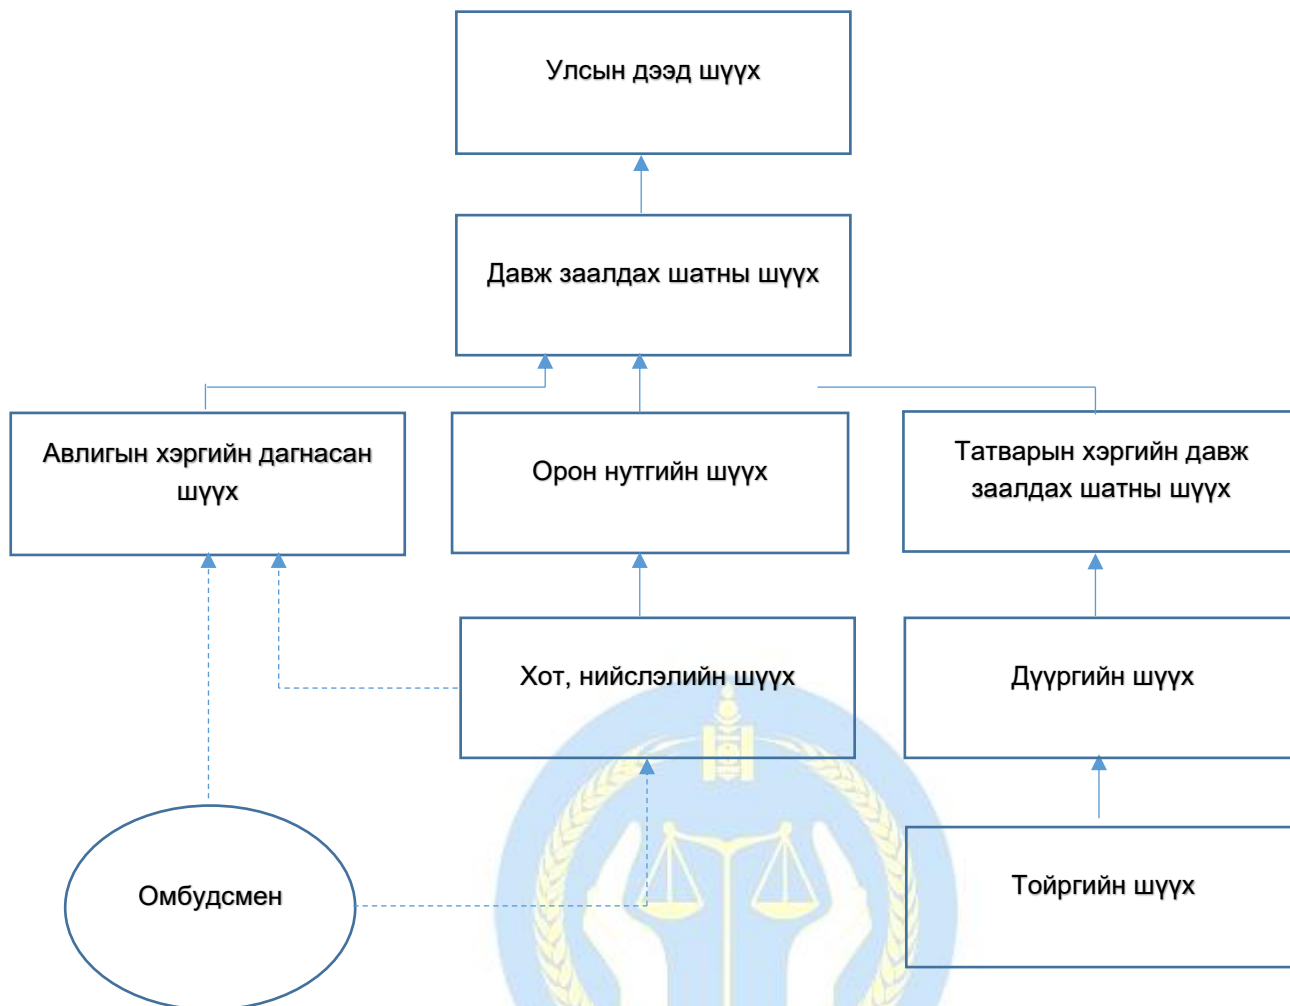 Улсын дээд шүүх
Давж заалдах шатны шүүх
Авлигын хэргийн дагнасан
шүүх
Орон нутгийн шүүх
Татварын хэргийн давж
заалдах шатны шүүх
Хот, нийслэлийн шүүх
Дүүргийн шүүх
Омбудсмен
Тойргийн шүүх